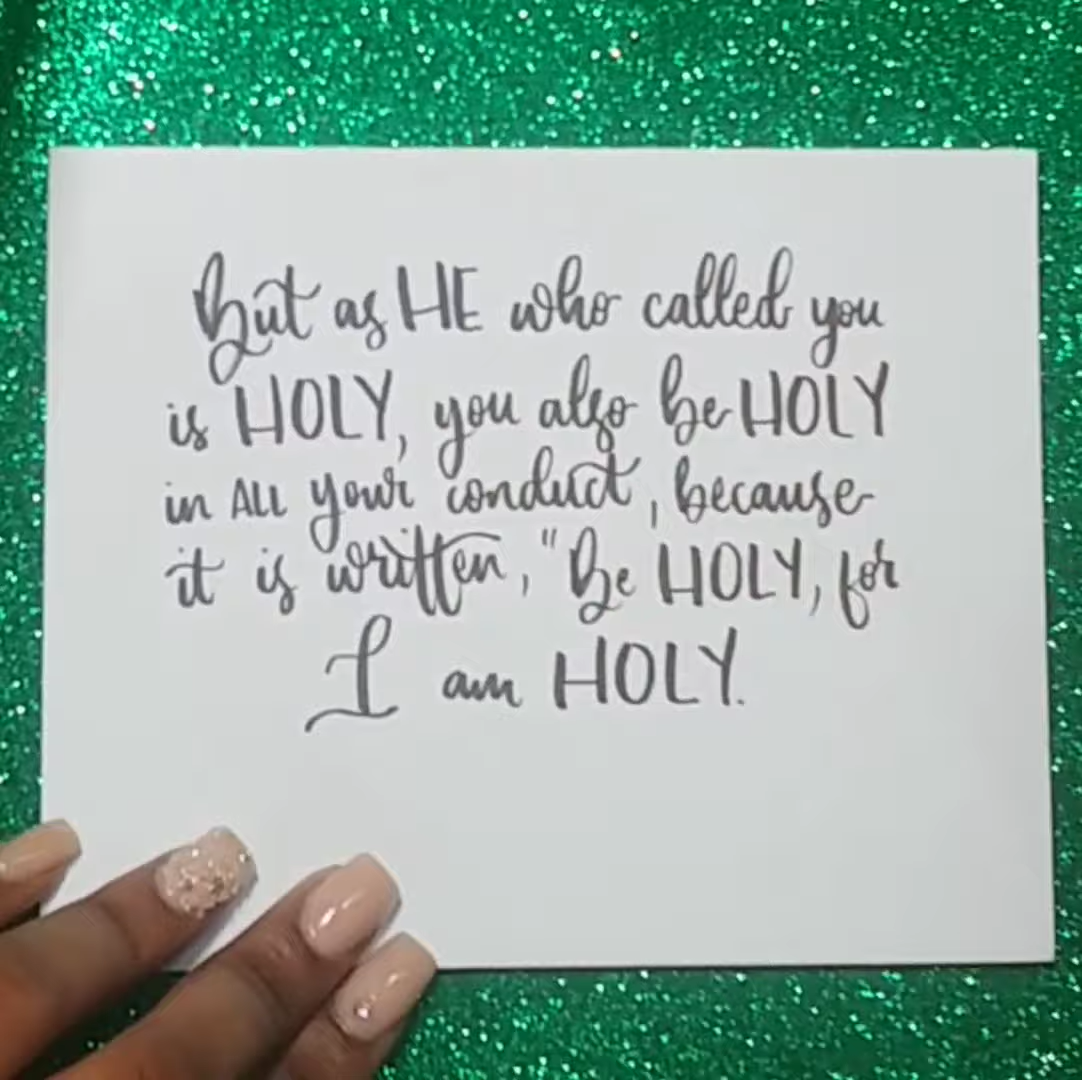 But as HE who called you
is HOLY, you also be HOLY
in ALL your conduct, because
it is written, "Be HOLY, for
I am HOLY.